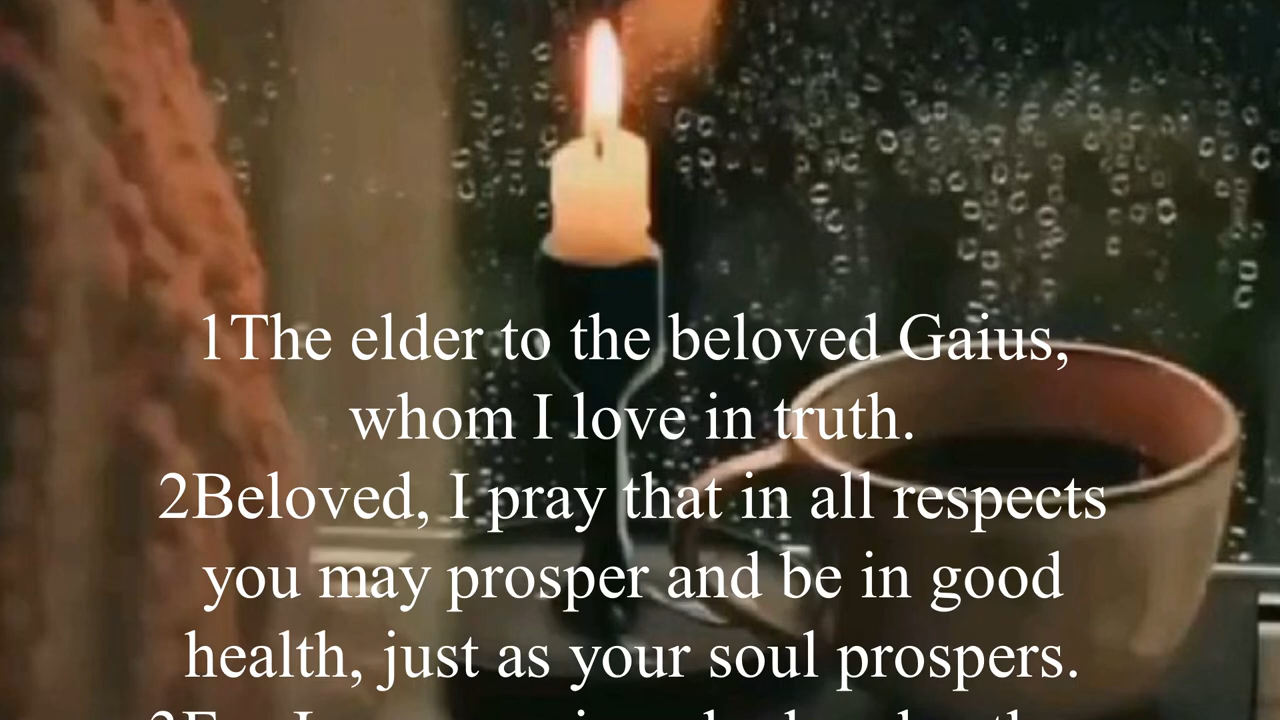 1The elder to the beloved Gaius,
whom I love in truth.
2Beloved, I pray that in all respects
you may prosper and be in good
health, just as your soul prospers.